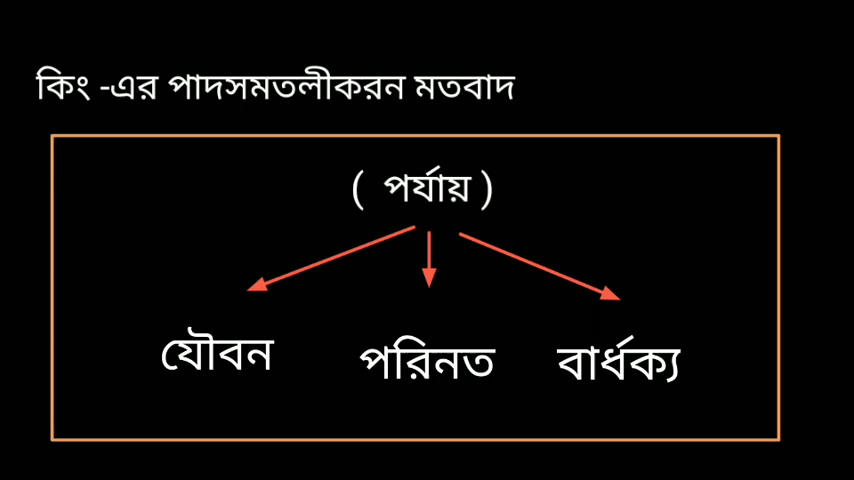 কিং -এর পাদসমতলীকরন মতবাদ
( পর্যায় )
যৌবন পরিনত বার্ধক্য